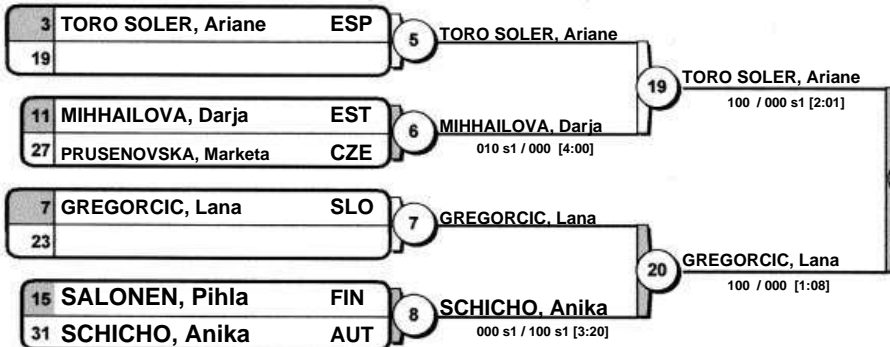 3 TORO SOLER, Ariane ESP
19
5
TORO SOLER, Ariane
11 MIHHAILOVA, Darja EST
27 PRUSENOVSKA, Marketa CZE
6
MIHHAILOVA, Darja
010 s1 / 000 [4:00]
19
TORO SOLER, Ariane
100 / 000 s1 [2:01]
7 GREGORCIC, Lana SLO
23
7
GREGORCIC, Lana
15 SALONEN, Pihla FIN
31 SCHICHO, Anika AUT
8
SCHICHO, Anika
000 s1 / 100 s1 [3:20]
20
GREGORCIC, Lana
100 / 000 [1:08]